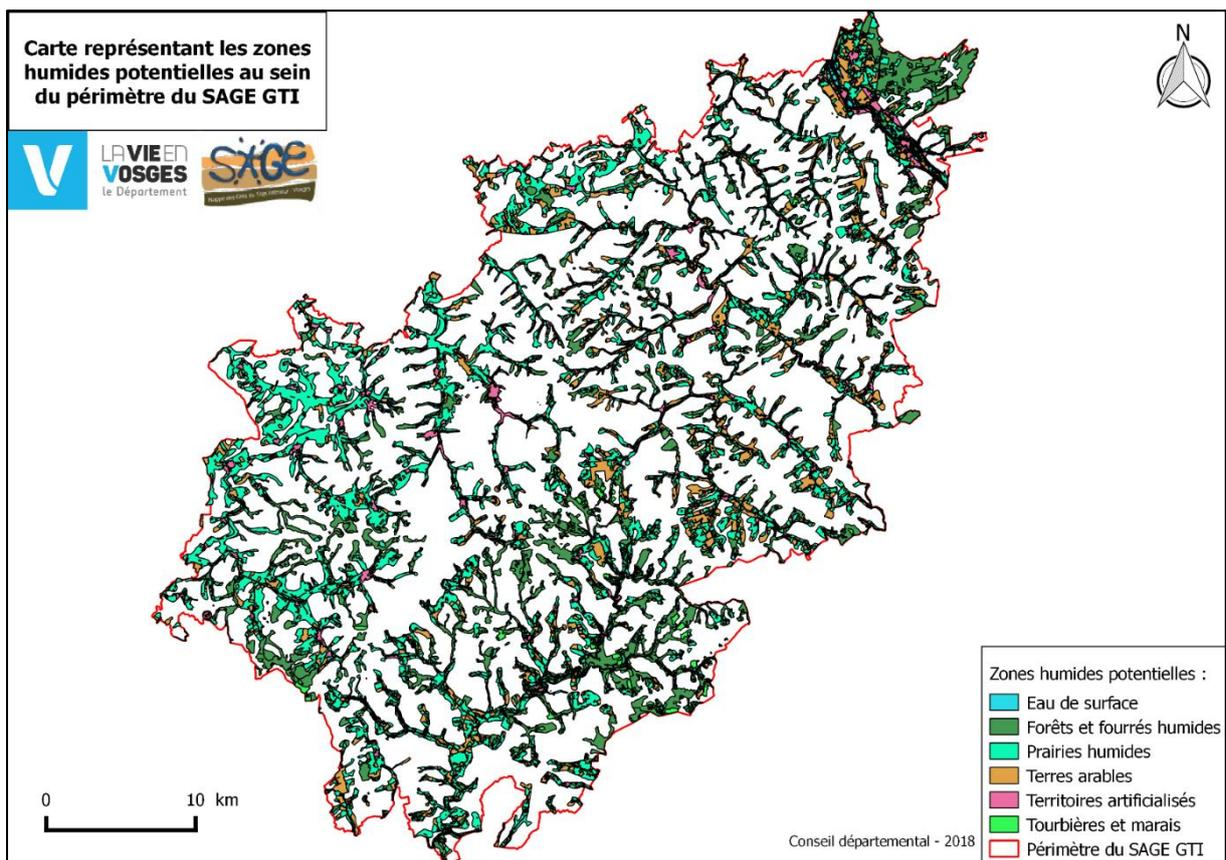 Carte représentant les zones
humides potentielles au sein
du périmètre du SAGE GTI
N
V
LA VIE EN
VOSGES
le Département
SAGE
0
10 km
Zones humides potentielles :
Eau de surface
Forêts et fourrés humides
Prairies humides
Terres arables
Territoires artificialisés
Tourbières et marais
Périmètre du SAGE GTI
Conseil départemental - 2018